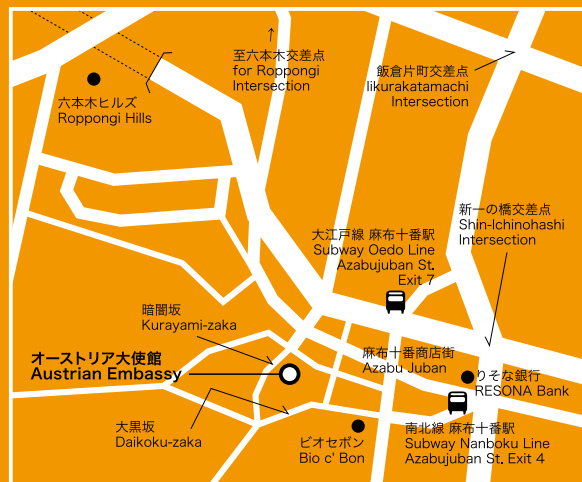 ↑
至六本木交差点
for Roppongi
Intersection
飯倉片町交差点
Iikurakatamachi
Intersection
六本木ヒルズ
Roppongi Hills
新一の橋交差点
Shin-Ichinohashi
Intersection
大江戸線 麻布十番駅
Subway Oedo Line
Azabujuban St.
Exit 7
暗闇坂
Kurayami-zaka
オーストリア大使館
Austrian Embassy
麻布十番商店街
Azabu Juban
りそな銀行
RESONA Bank
大黒坂
Daikoku-zaka
ビオセボン
Bio c' Bon
南北線 麻布十番駅
Subway Nanboku Line
Azabujuban St. Exit 4